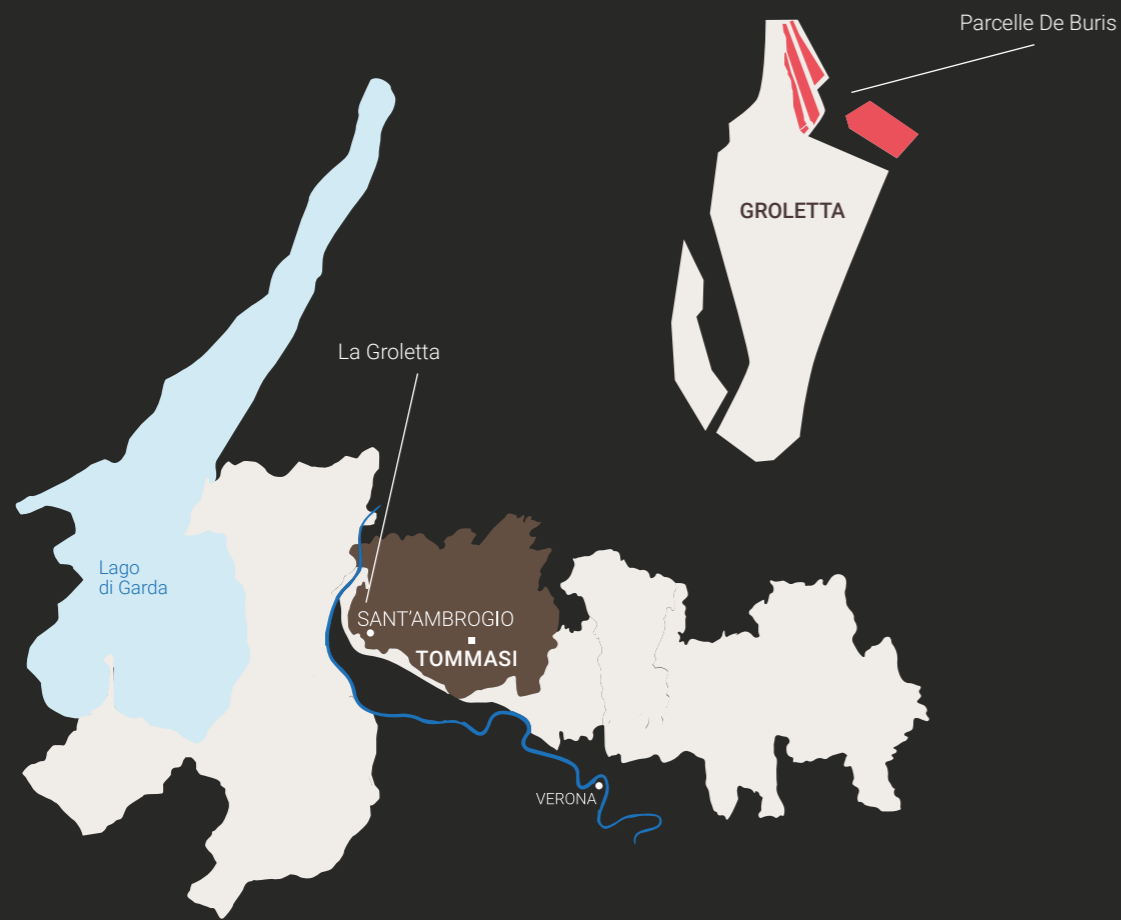 Parcelle De Buris
GROLETTA
La Groletta
Lago
di Garda
SANT'AMBROGIO
TOMMASI
VERONA